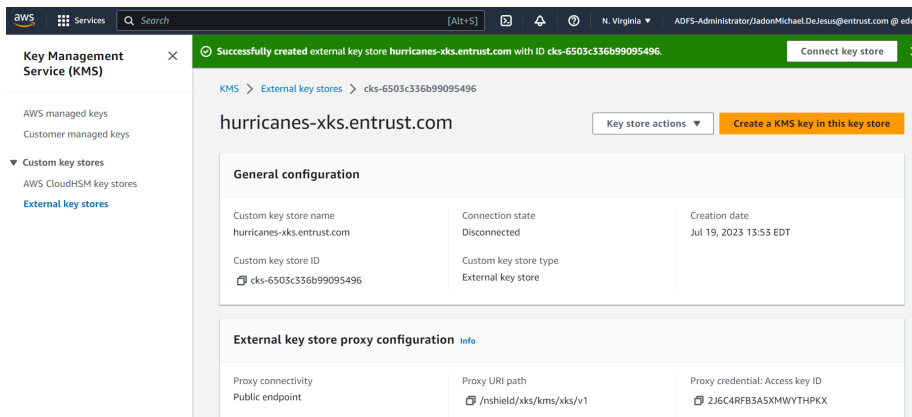 aws
Services
Search
[Alt+S]
N. Virginia
ADFS-Administrator/JadonMichael.DeJesus@entrust.com @
Key Management
Service (KMS)
AWS managed keys
Customer managed keys
Custom key stores
AWS CloudHSM key stores
External key stores
Successfully created external key store hurricanes-xks.entrust.com with ID cks-6503c336b99095496.
Connect key store
KMS > External key stores > cks-6503c336b99095496
hurricanes-xks.entrust.com
Key store actions
Create a KMS key in this key store
General configuration
Custom key store name
hurricanes-xks.entrust.com
Custom key store ID
cks-6503c336b99095496
Connection state
Disconnected
Custom key store type
External key store
Creation date
Jul 19, 2023 13:53 EDT
External key store proxy configuration Info
Proxy connectivity
Public endpoint
Proxy URI path
/nshield/xks/kms/xks/v1
Proxy credential: Access key ID
2J6C4RFB3A5XMWYTHPKX